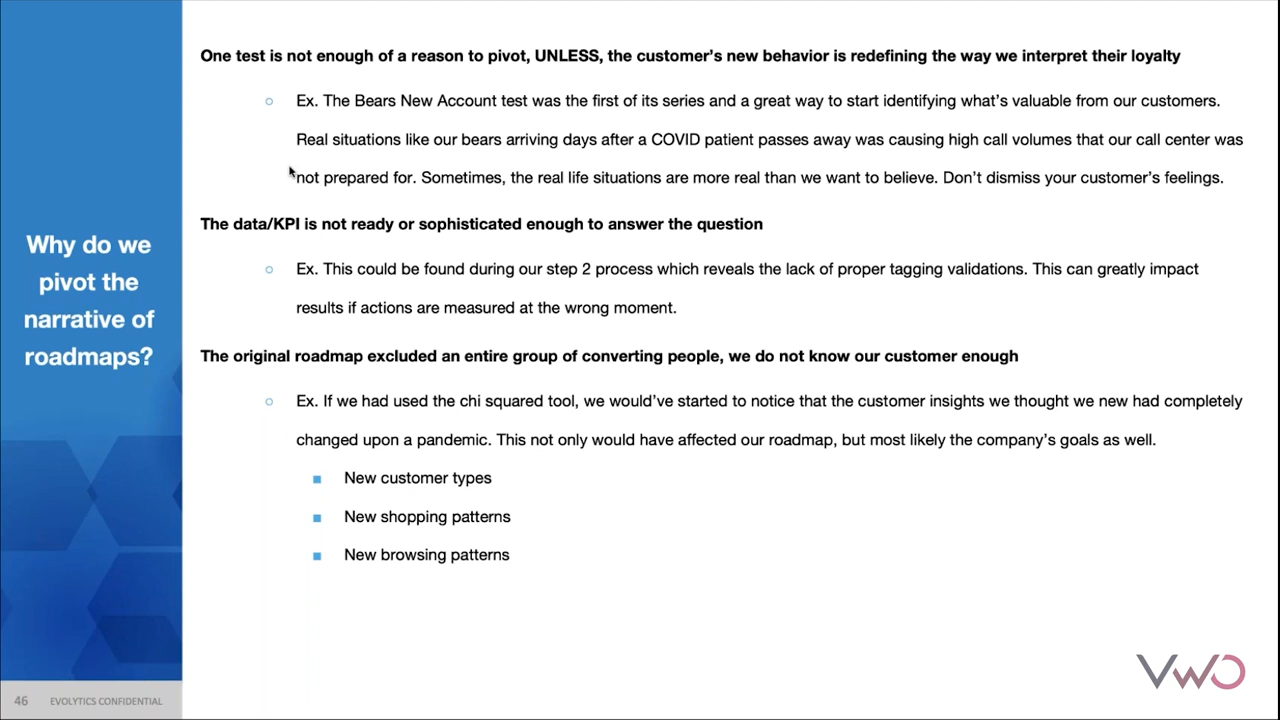 Why do we
pivot the
narrative of
roadmaps?
One test is not enough of a reason to pivot, UNLESS, the customer's new behavior is redefining the way we interpret their loyalty
Ex. The Bears New Account test was the first of its series and a great way to start identifying what's valuable from our customers.
Real situations like our bears arriving days after a COVID patient passes away was causing high call volumes that our call center was
not prepared for. Sometimes, the real life situations are more real than we want to believe. Don't dismiss your customer's feelings.
The data/KPI is not ready or sophisticated enough to answer the question
Ex. This could be found during our step 2 process which reveals the lack of proper tagging validations. This can greatly impact
results if actions are measured at the wrong moment.
The original roadmap excluded an entire group of converting people, we do not know our customer enough
Ex. If we had used the chi squared tool, we would've started to notice that the customer insights we thought we new had completely
changed upon a pandemic. This not only would have affected our roadmap, but most likely the company's goals as well.
New customer types
New shopping patterns
New browsing patterns
46 EVOLYTICS CONFIDENTIAL
VWO